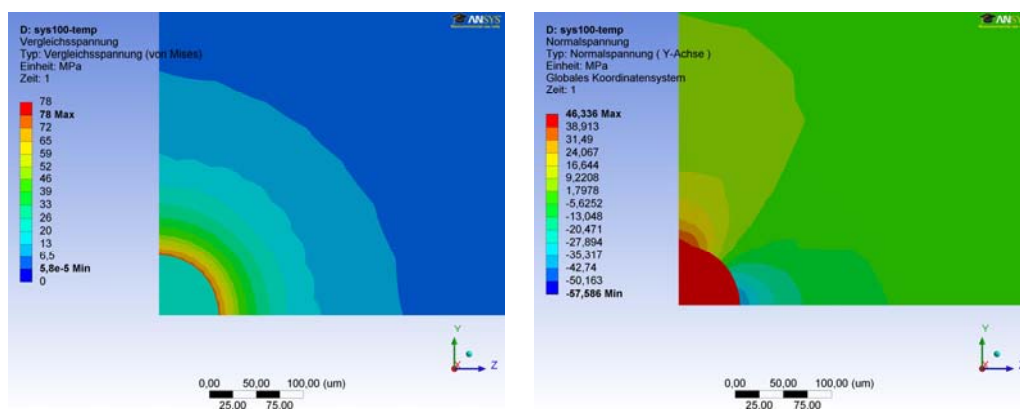 ANSYS
D: sys100-temp
Vergleichsspannung
Typ: Vergleichsspannung (von Mises)
Einheit: MPa
Zeit: 1
78
78 Max
72
65
59
52
46
39
33
26
20
13
6,5
5,8e-5 Min
0
Y
X
Z
0,00 50,00 100,00 (um)
25,00 75,00
ANSYS
D: sys100-temp
Normalspannung
Typ: Normalspannung ( Y-Achse )
Einheit: MPa
Globales Koordinatensystem
Zeit: 1
46,336 Max
38,913
31,49
24,067
16,644
9,2208
1,7978
-5,6252
-13,048
-20,471
-27,894
-35,317
-42,74
-50,163
-57,586 Min
Y
X
Z
0,00 50,00 100,00 (um)
25,00 75,00